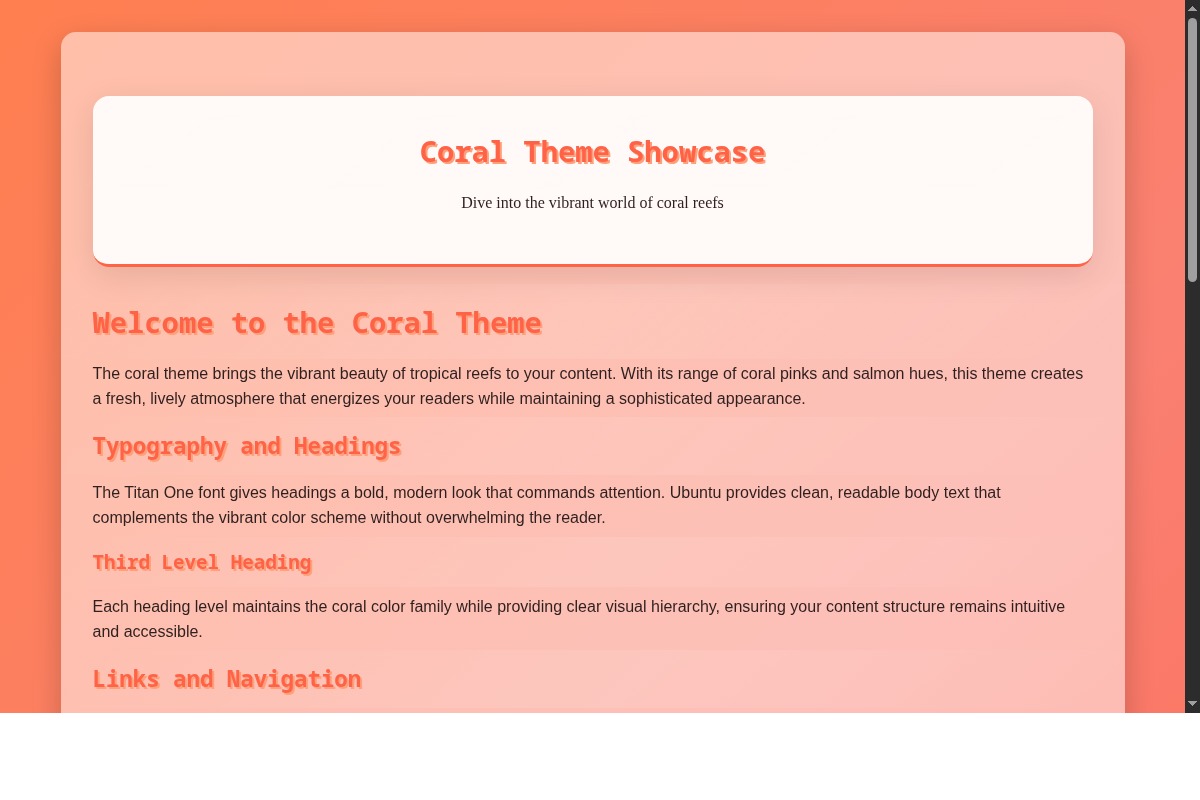 Coral Theme Showcase
Dive into the vibrant world of coral reefs
Welcome to the Coral Theme
The coral theme brings the vibrant beauty of tropical reefs to your content. With its range of coral pinks and salmon hues, this theme creates
a fresh, lively atmosphere that energizes your readers while maintaining a sophisticated appearance.
Typography and Headings
The Titan One font gives headings a bold, modern look that commands attention. Ubuntu provides clean, readable body text that
complements the vibrant color scheme without overwhelming the reader.
Third Level Heading
Each heading level maintains the coral color family while providing clear visual hierarchy, ensuring your content structure remains intuitive
and accessible.
Links and Navigation